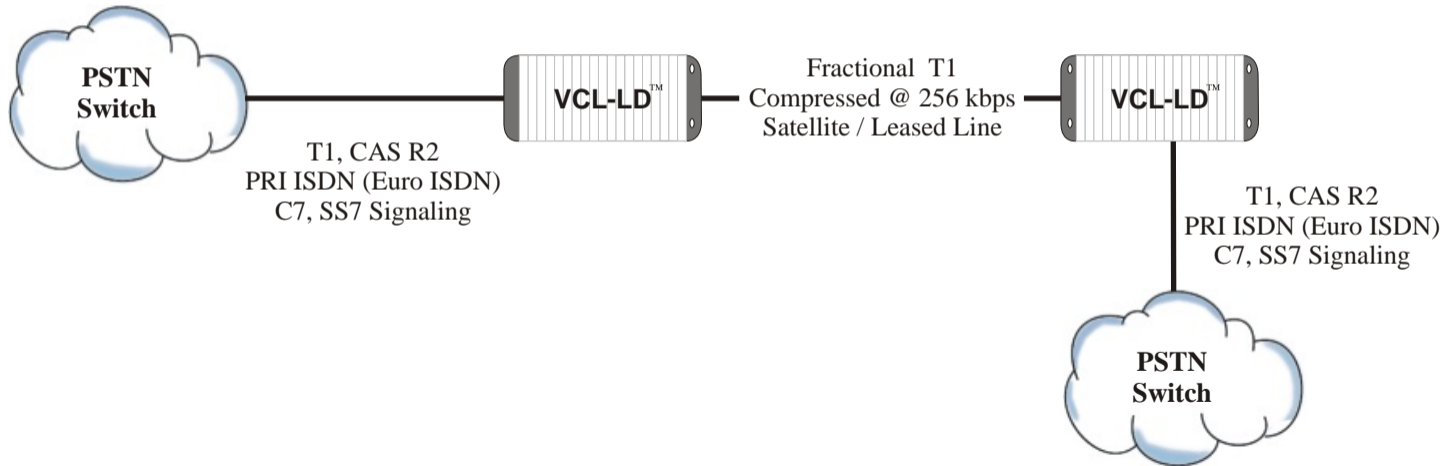 PSTN
Switch
T1, CAS R2
PRI ISDN (Euro ISDN)
C7, SS7 Signaling
VCL-LD™
Fractional T1
Compressed @ 256 kbps
Satellite / Leased Line
VCL-LD™
T1, CAS R2
PRI ISDN (Euro ISDN)
C7, SS7 Signaling
PSTN
Switch